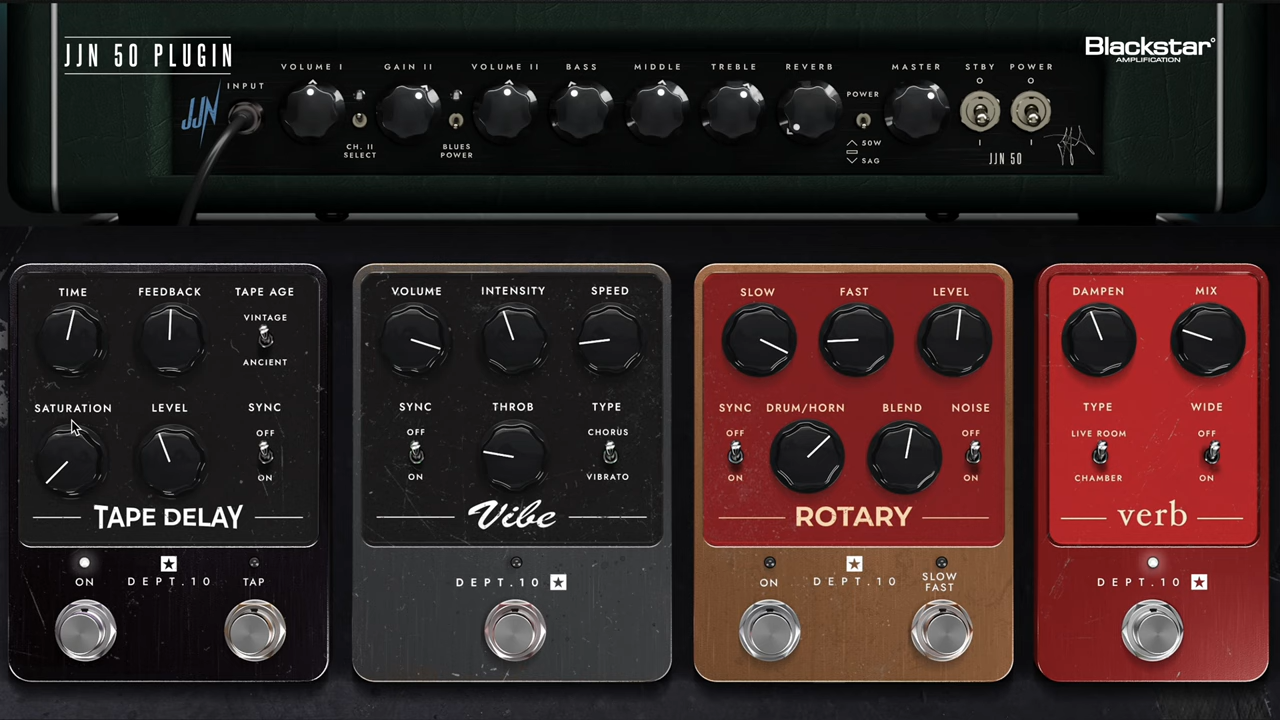 JJN 50 PLUGIN
Blackstar
AMPLIFICATION
INPUT
VOLUME I
GAIN II
VOLUME II
BASS
MIDDLE
TREBLE
REVERB
MASTER
STBY
POWER
JJN
CH. II
SELECT
BLUES
POWER
POWER
50W
SAG
JJN 50
TIME
FEEDBACK
TAPE AGE
VINTAGE
ANCIENT
SATURATION
LEVEL
SYNC
OFF
ON
TAPE DELAY
ON
DEPT.10
TAP
VOLUME
INTENSITY
SPEED
SYNC
OFF
ON
THROB
TYPE
CHORUS
VIBRATO
Vibe
DEPT.10
SLOW
FAST
LEVEL
SYNC
OFF
ON
DRUM/HORN
BLEND
NOISE
OFF
ON
ROTARY
ON
DEPT.10
SLOW
FAST
DAMPEN
MIX
TYPE
LIVE ROOM
CHAMBER
WIDE
OFF
ON
verb
DEPT.10